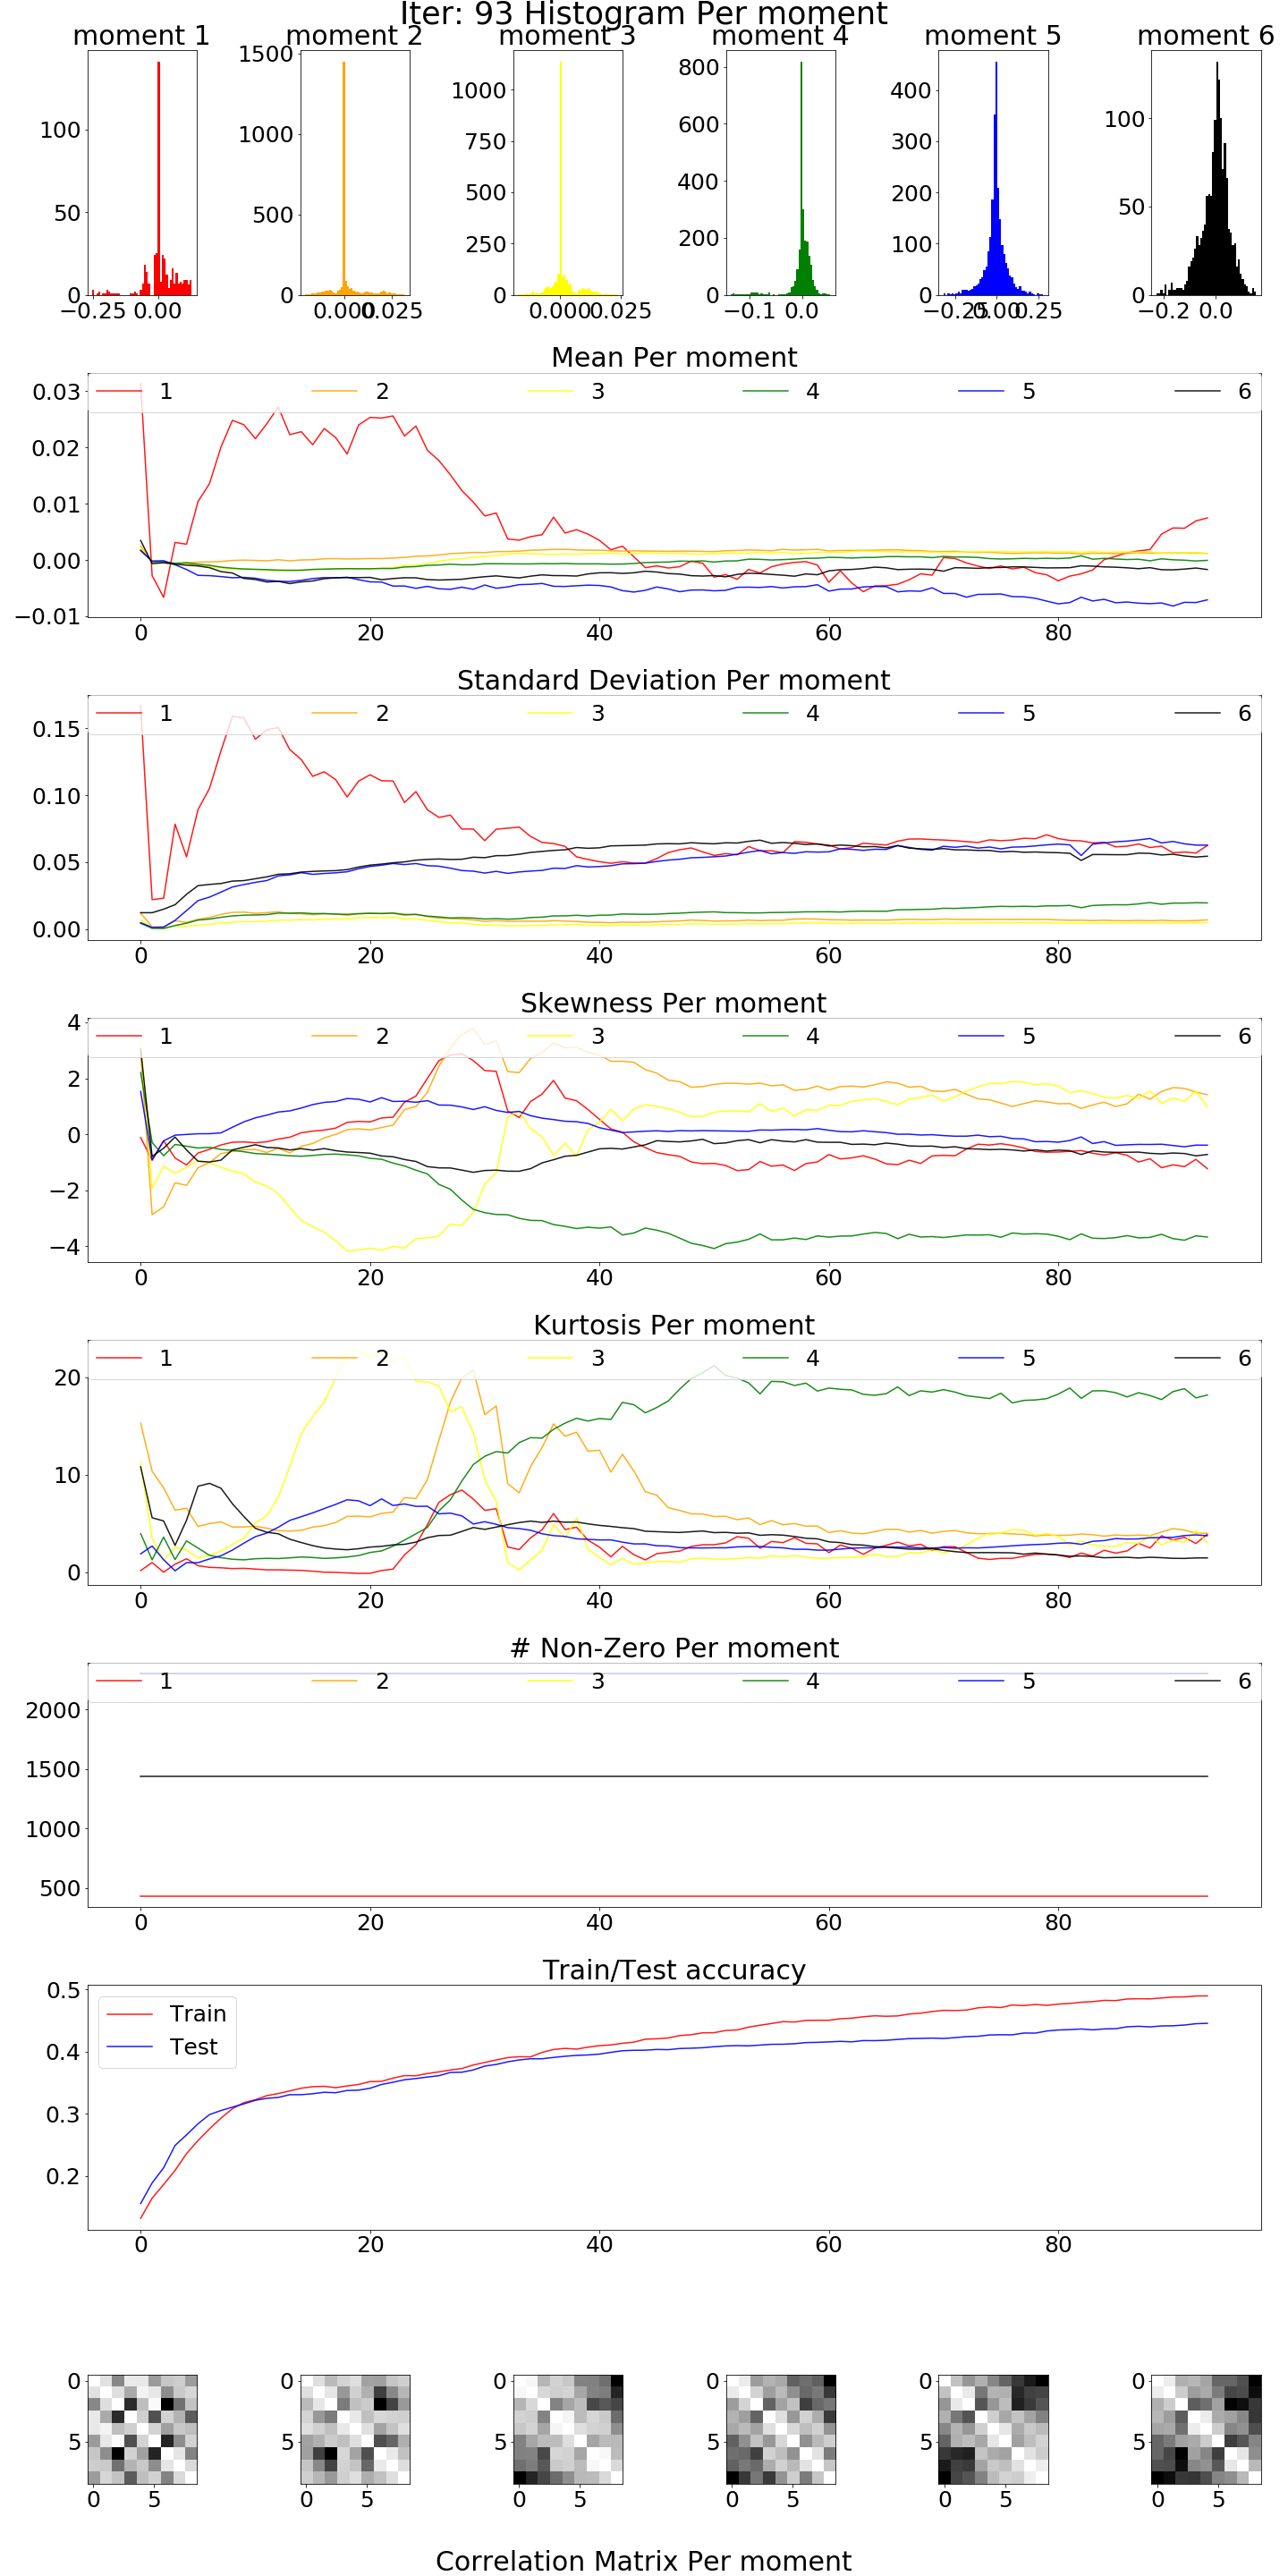 Iter: 93 Histogram Per moment
moment 1 moment 2 moment 3 moment 4 moment 5 moment 6
100
50
0
−0.25 0.00
1500
1000
500
0
0.000 0.025
1000
750
500
250
0
0.000 0.025
800
600
400
200
0
−0.1 0.0
400
300
200
100
0
−0.25 0.00 0.25
100
50
0
−0.2 0.0
Mean Per moment
1 2 3 4 5 6
0.03
0.02
0.01
0.00
−0.01
0 20 40 60 80
Standard Deviation Per moment
1 2 3 4 5 6
0.15
0.10
0.05
0.00
0 20 40 60 80
Skewness Per moment
1 2 3 4 5 6
4
2
0
−2
−4
0 20 40 60 80
Kurtosis Per moment
1 2 3 4 5 6
20
10
0
0 20 40 60 80
# Non-Zero Per moment
1 2 3 4 5 6
2000
1500
1000
500
0 20 40 60 80
Train/Test accuracy
Train
Test
0.5
0.4
0.3
0.2
0 20 40 60 80
0 0 0 0 0 0
5 5 5 5 5 5
0 5 0 5 0 5 0 5 0 5 0 5
Correlation Matrix Per moment